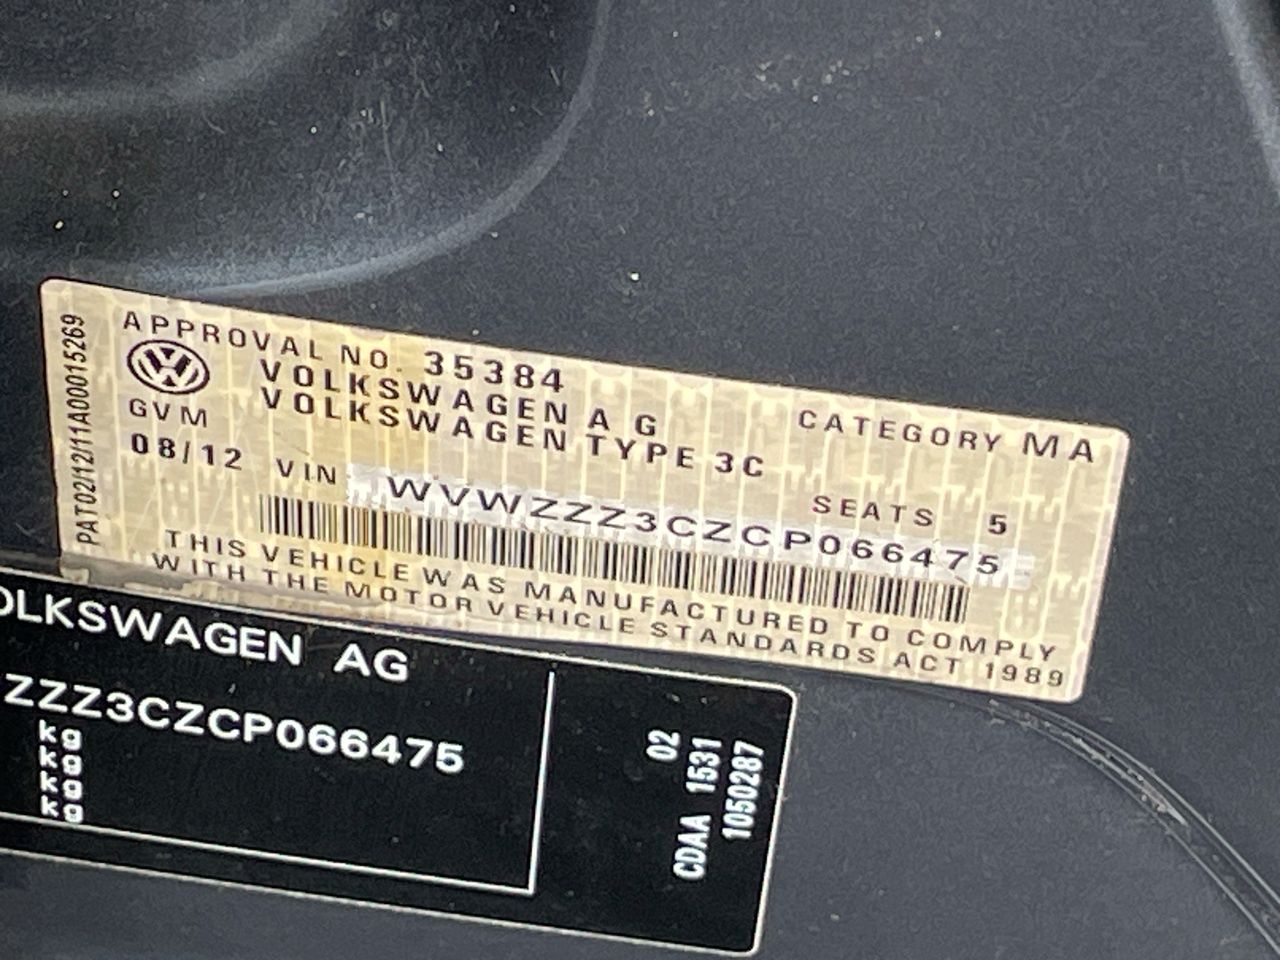 PAT02/12/11A00015269
APPROVAL NO. 35384
VOLKSWAGEN AG CATEGORY MA
GVM VOLKSWAGEN TYPE 3C
08/12 SEATS 5
VIN WVWZZZ3CZCP066475
THIS VEHICLE WAS MANUFACTURED TO COMPLY
WITH THE MOTOR VEHICLE STANDARDS ACT 1989
OLKSWAGEN AG
ZZZ3CZCP066475
kg
kg
kg
kg
02
CDAA 1531
1050287